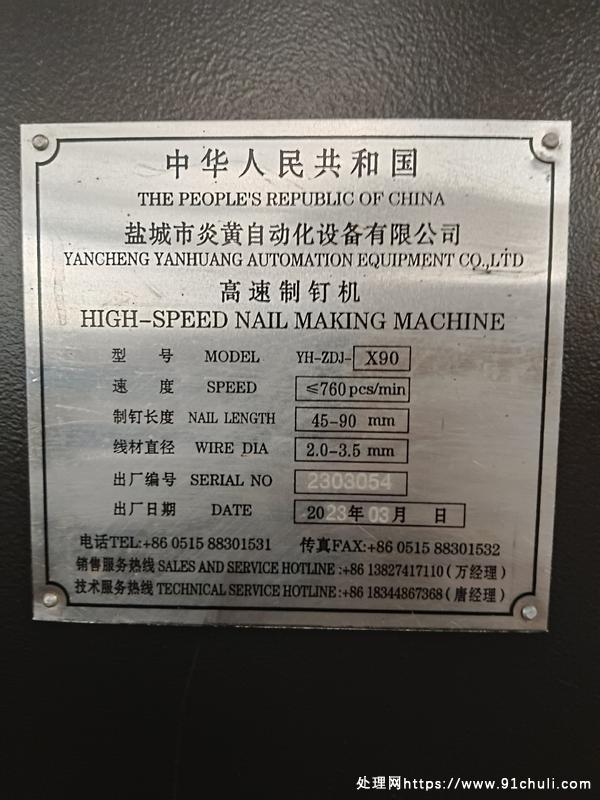 中华人民共和国
THE PEOPLE'S REPUBLIC OF CHINA
盐城市炎黄自动化设备有限公司
YANCHENG YANHUANG AUTOMATION EQUIPMENT CO.,LTD
高速制钉机
HIGH-SPEED NAIL MAKING MACHINE
型 号 MODEL YH-ZDJ- X90
速 度 SPEED ≤760pcs/min
制钉长度 NAIL LENGTH 45-90 mm
线材直径 WIRE DIA 2.0-3.5 mm
出厂编号 SERIAL NO 2303054
出厂日期 DATE 2023年03月 日
电话TEL:+86 0515 88301531 传真FAX:+86 0515 88301532
销售服务热线 SALES AND SERVICE HOTLINE:+86 13827417110(万经理)
技术服务热线 TECHNICAL SERVICE HOTLINE:+86 18344867368(唐经理)
处理网https://www.91chuli.com